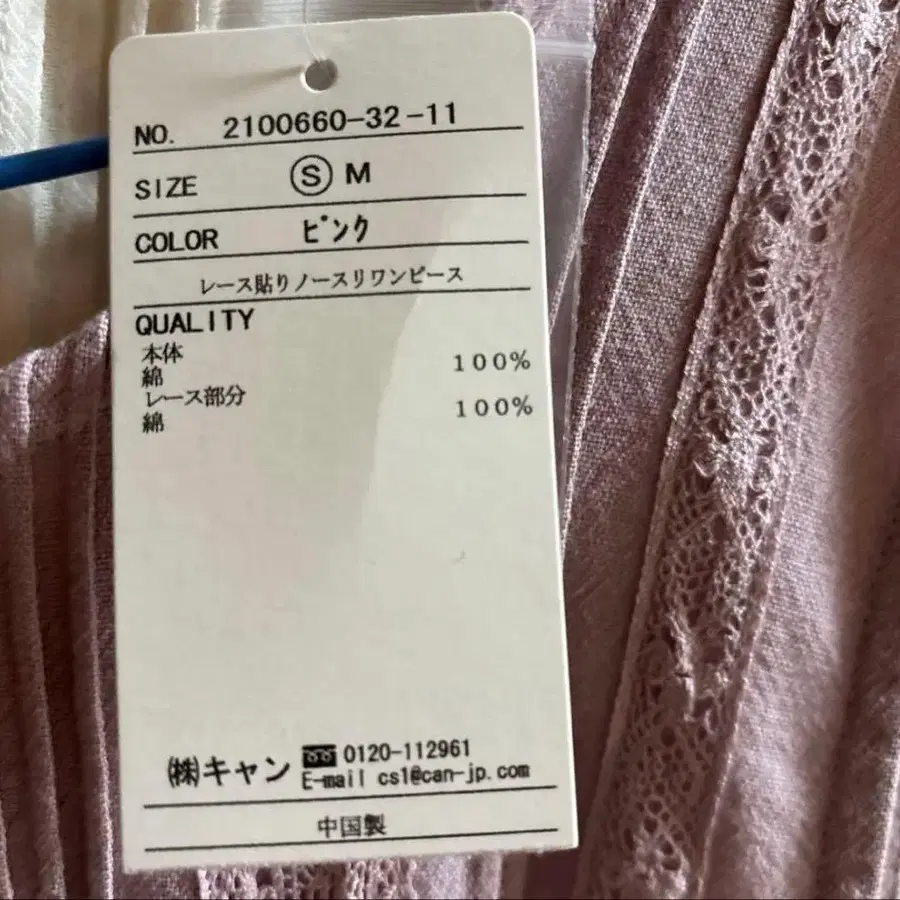 NO. 2100660-32-11
SIZE Ⓢ M
COLOR ピンク
レース貼りノースリワンピース
QUALITY
本体
綿 100%
レース部分
綿 100%
㈱キャン 0120-112961
E-mail cs1@can-jp.com
中国製